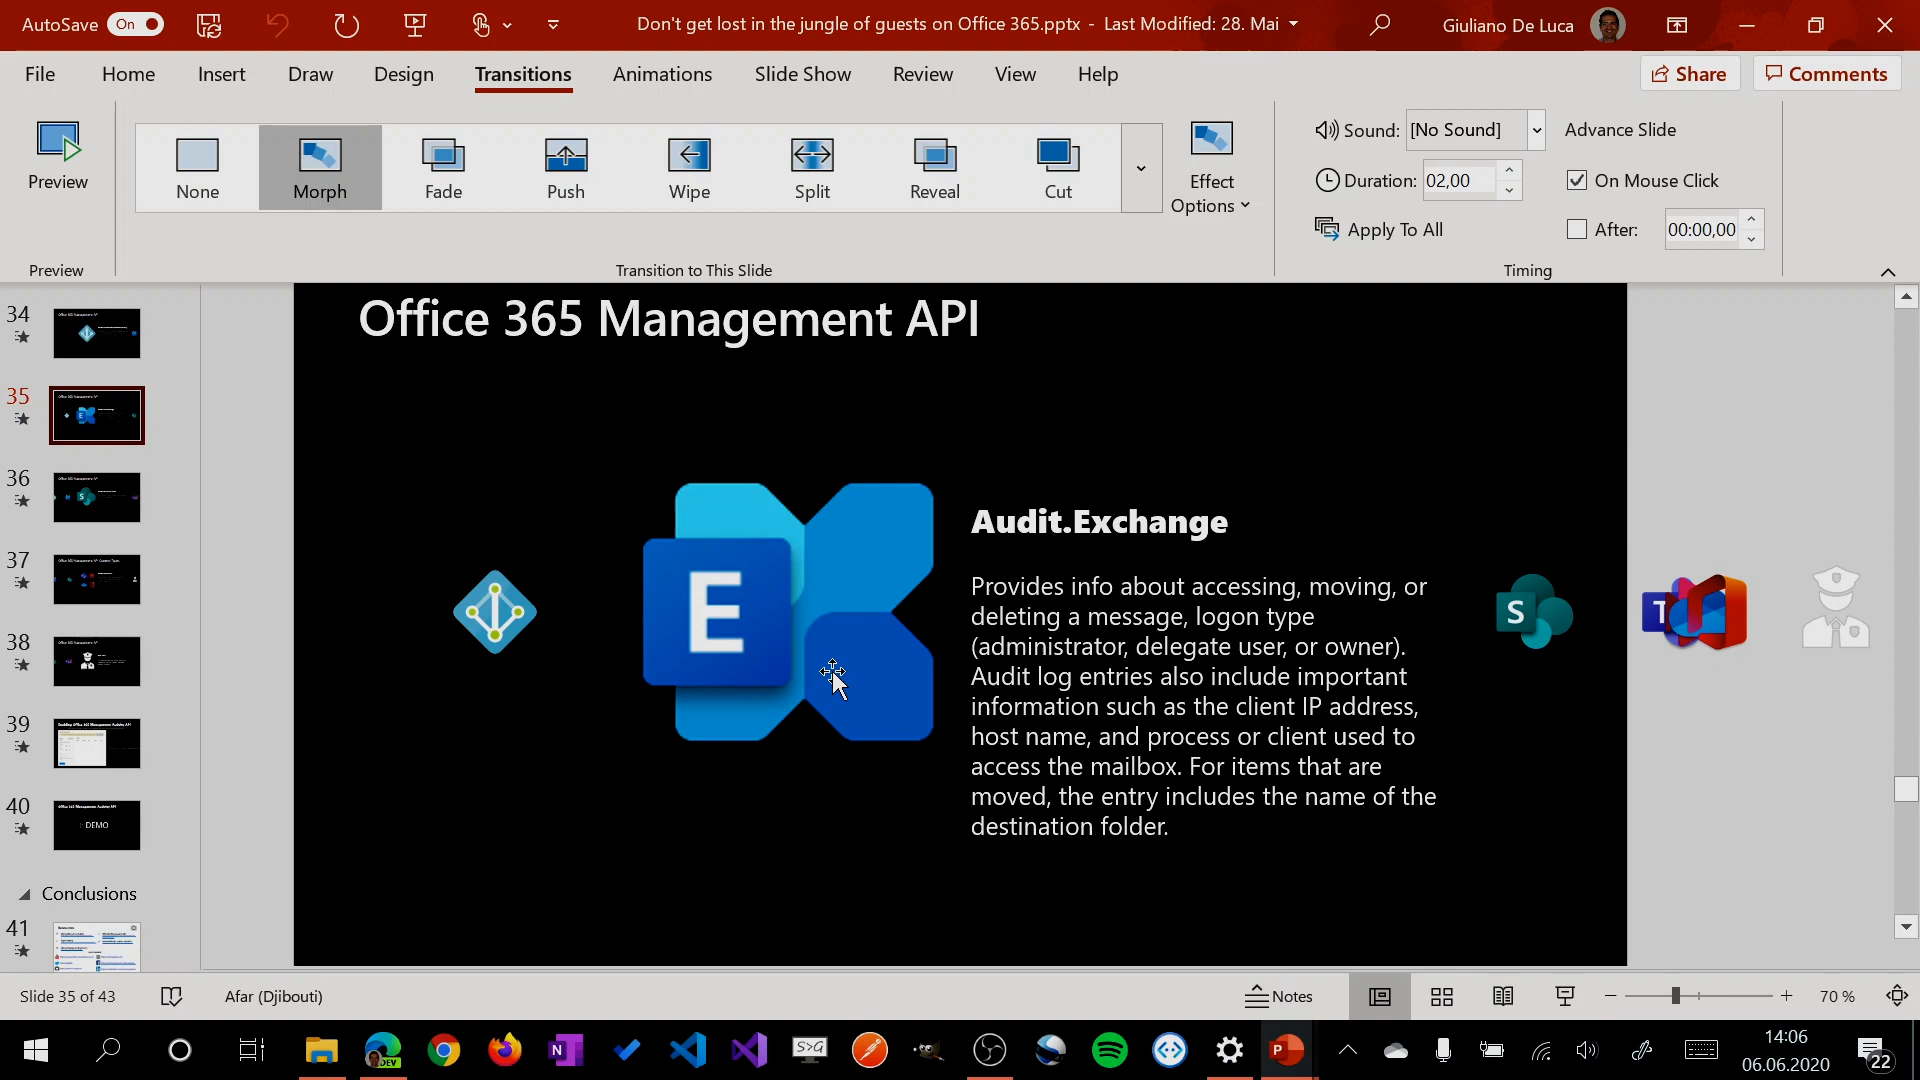 AutoSave On
Don't get lost in the jungle of guests on Office 365.pptx - Last Modified: 28. Mai
Giuliano De Luca
File Home Insert Draw Design Transitions Animations Slide Show Review View Help
Share Comments
Preview
None Morph Fade Push Wipe Split Reveal Cut
Effect
Options
Sound: [No Sound]
Duration: 02,00
Apply To All
Advance Slide
On Mouse Click
After: 00:00,00
Preview
Transition to This Slide
Timing
34
35
36
37
38
39
40
DEMO
Conclusions
41
Office 365 Management API
E
Audit.Exchange
Provides info about accessing, moving, or
deleting a message, logon type
(administrator, delegate user, or owner).
Audit log entries also include important
information such as the client IP address,
host name, and process or client used to
access the mailbox. For items that are
moved, the entry includes the name of the
destination folder.
S
T
Slide 35 of 43
Afar (Djibouti)
Notes
70 %
DEV
N
S>G
P
14:06
06.06.2020
22